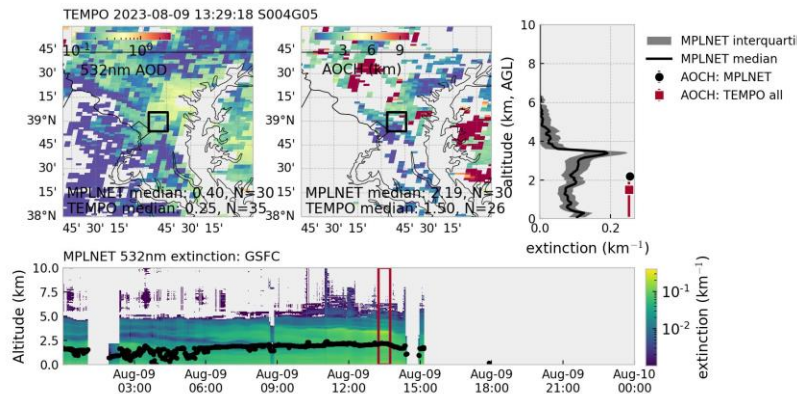 TEMPO 2023-08-09 13:29:18 S004G05
10⁻¹ 10⁰
532nm AOD
45'
30'
15'
39°N
45'
30'
15'
38°N
MPLNET median: 0.40, N=30
TEMPO median: 0.25, N=35
45' 30' 15' 77°W 45' 30' 15'
3 6 9
AOCH (km)
45'
30'
15'
39°N
45'
30'
15'
38°N
MPLNET median: 2.19, N=30
TEMPO median: 1.50, N=26
45' 30' 15' 77°W 45' 30' 15'
altitude (km, AGL)
10
8
6
4
2
0
0.0 0.2
extinction (km⁻¹)
MPLNET interquartil
MPLNET median
AOCH: MPLNET
AOCH: TEMPO all
MPLNET 532nm extinction: GSFC
Altitude (km)
10.0
7.5
5.0
2.5
0.0
Aug-09 Aug-09 Aug-09 Aug-09 Aug-09 Aug-09 Aug-09 Aug-10
03:00 06:00 09:00 12:00 15:00 18:00 21:00 00:00
10⁻¹
10⁻²
extinction (km⁻¹)